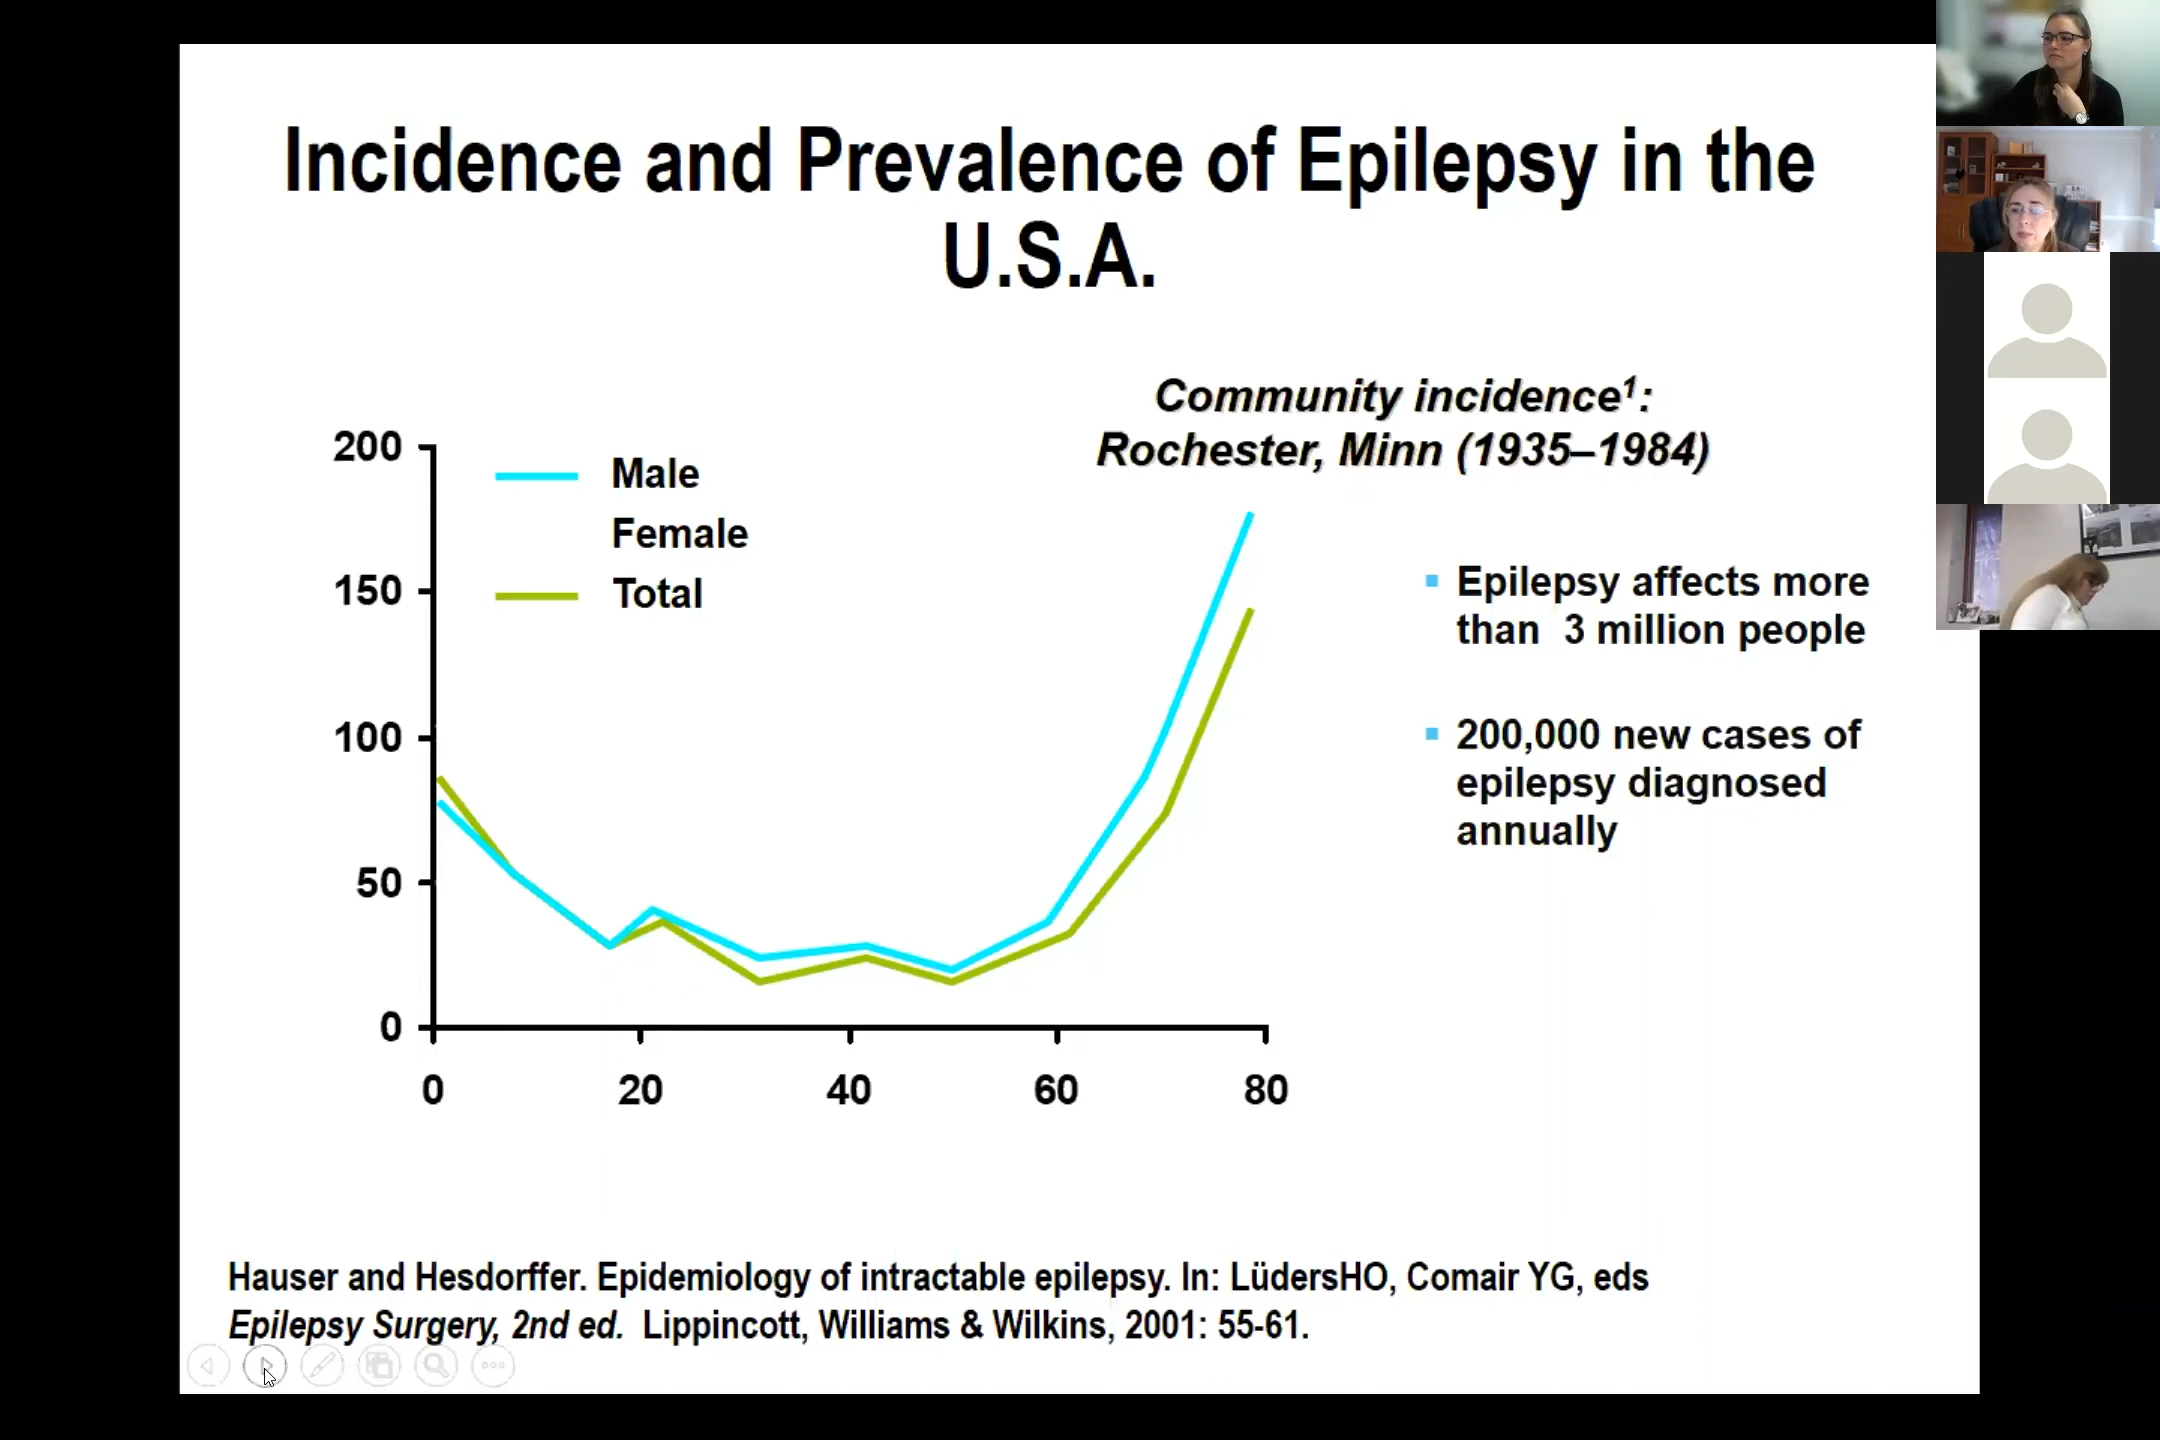 Incidence and Prevalence of Epilepsy in the
U.S.A.
Community incidence¹:
Rochester, Minn (1935–1984)
200
150
100
50
0
Male
Female
Total
0 20 40 60 80
Epilepsy affects more
than 3 million people
200,000 new cases of
epilepsy diagnosed
annually
Hauser and Hesdorffer. Epidemiology of intractable epilepsy. In: LüdersHO, Comair YG, eds
Epilepsy Surgery, 2nd ed. Lippincott, Williams & Wilkins, 2001: 55-61.